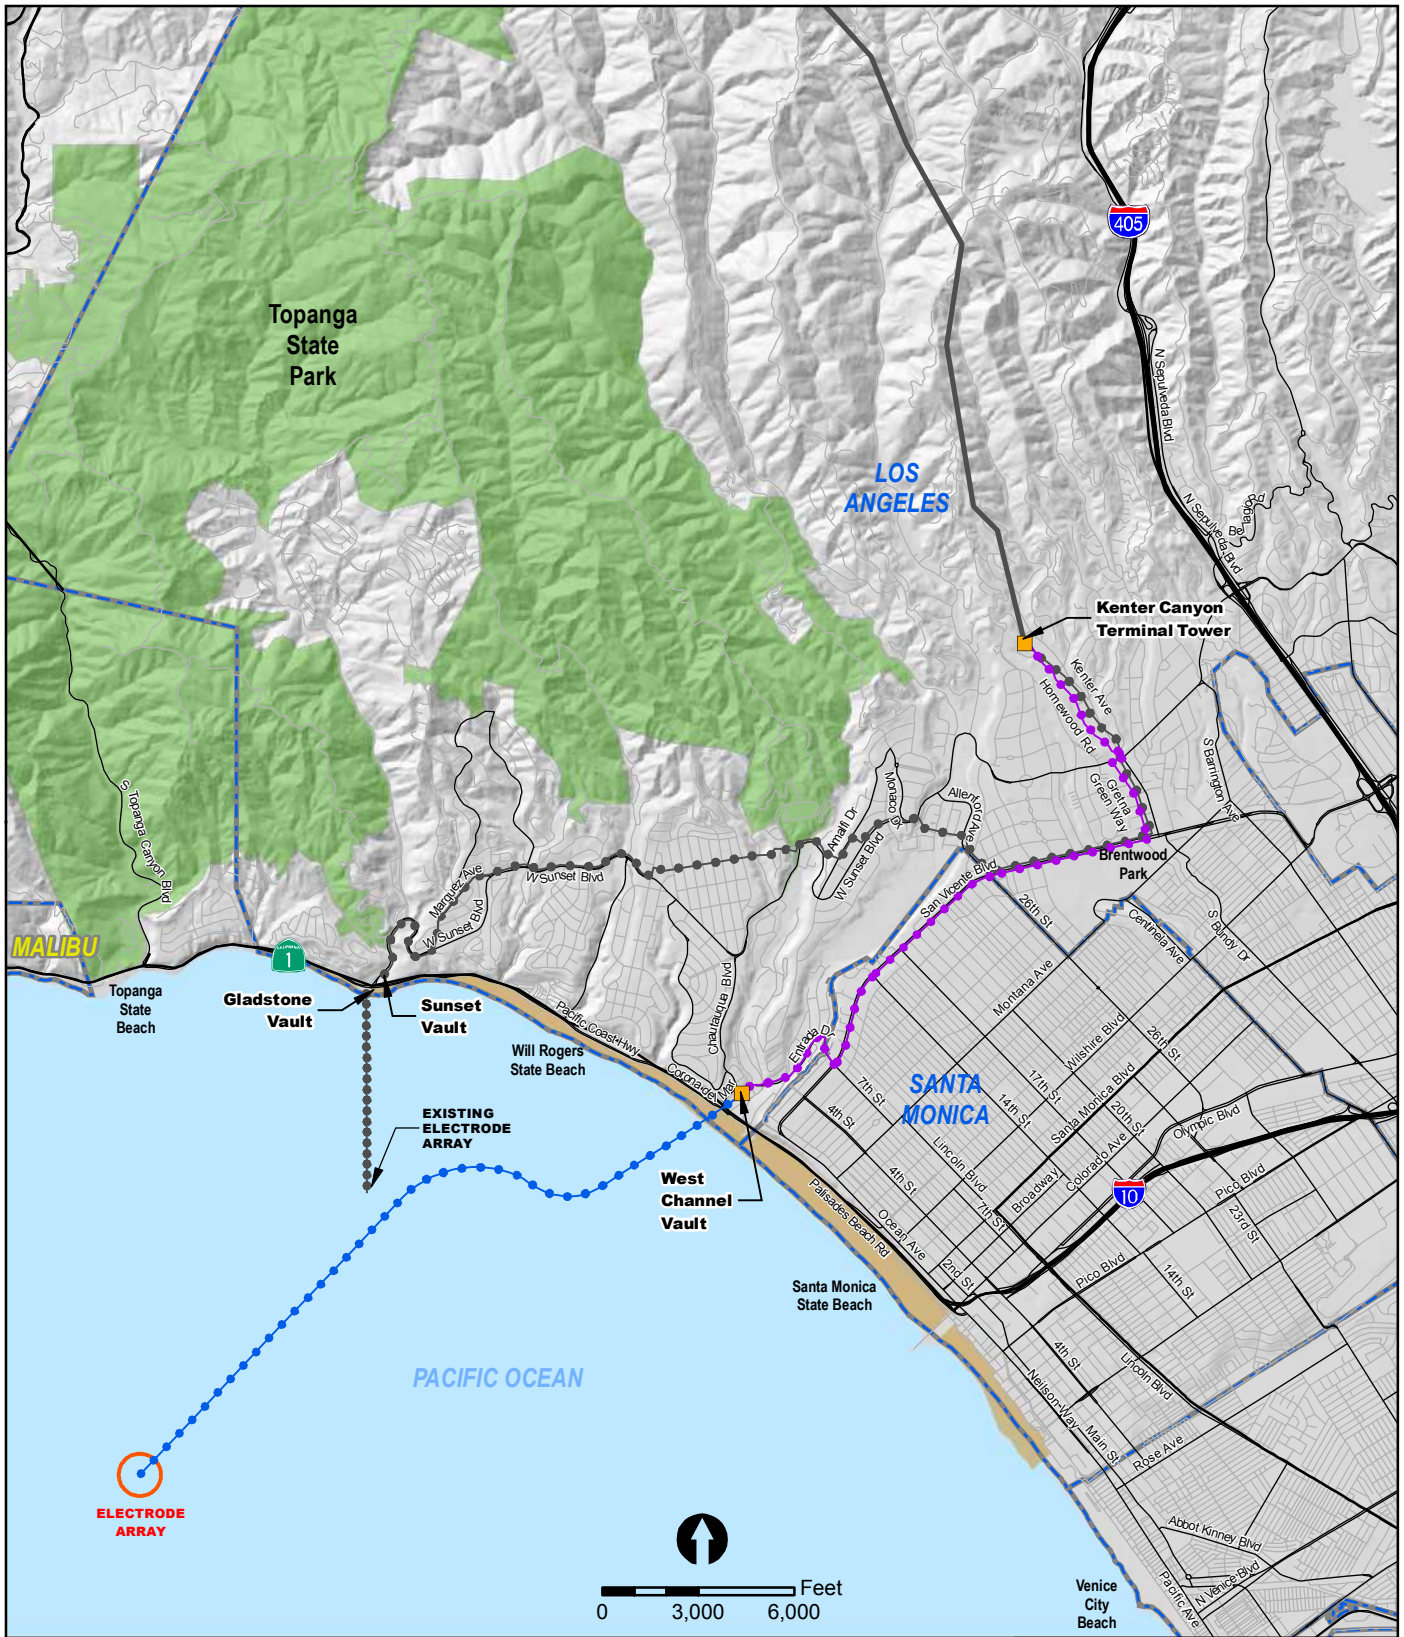 405
Topanga
State
Park
N Sepulveda Blvd
LOS
ANGELES
N Sepulveda Blvd
Bellagio Rd
Kenter Canyon
Terminal Tower
Kenter Ave
Homewood Rd
S Barrington Ave
Gretna
Green Way
S Topanga Canyon Blvd
Monaco Dr
Allenford Ave
Amalfi Dr
W Sunset Blvd
Brentwood
Park
W Sunset Blvd
Marquez Ave
San Vicente Blvd
26th St
Centinela Ave
S Bundy Dr
W Sunset Blvd
MALIBU
CALIFORNIA
1
Montana Ave
Topanga
State
Beach
Gladstone
Vault
Sunset
Vault
Chautauqua Blvd
Pacific Coast Hwy
Will Rogers
State Beach
Entrada Dr
Corona del Mar
Wilshire Blvd
26th St
SANTA
MONICA
7th St
17th St
Santa Monica Blvd
14th St
20th St
Olympic Blvd
4th St
EXISTING
ELECTRODE
ARRAY
Lincoln Blvd
Colorado Ave
Broadway
4th St
Pico Blvd
10
West
Channel
Vault
7th St
23rd St
Palisades Beach Rd
Ocean Ave
2nd St
Pico Blvd
14th St
Santa Monica
State Beach
PACIFIC OCEAN
4th St
Lincoln Blvd
Neilson Way
Main St
Rose Ave
ELECTRODE
ARRAY
Abbot Kinney Blvd
N Venice Blvd
Pacific Ave
Venice
City
Beach
Feet
0 3,000 6,000